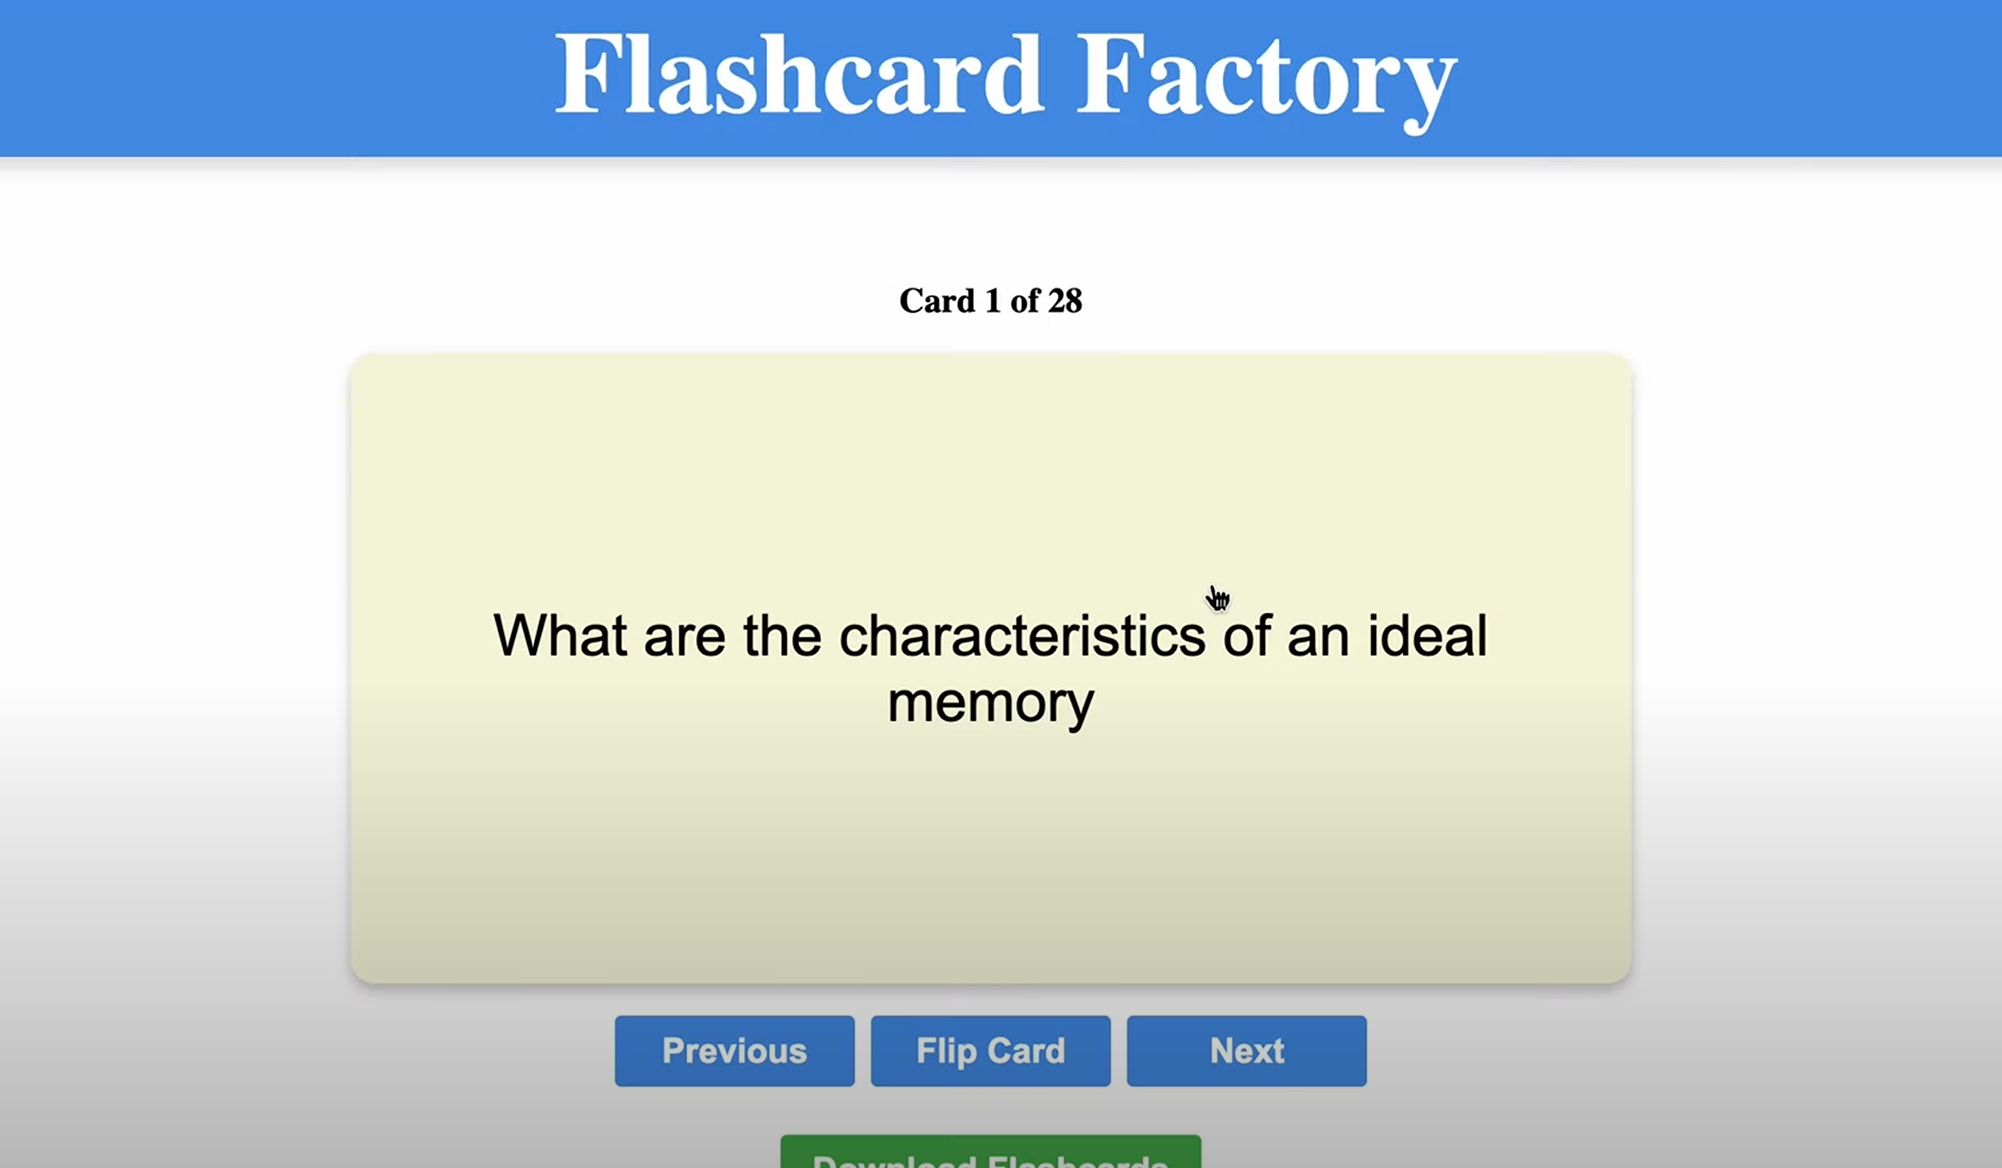 Flashcard Factory
Card 1 of 28
What are the characteristics of an ideal
memory
Previous
Flip Card
Next
Download Flashcards